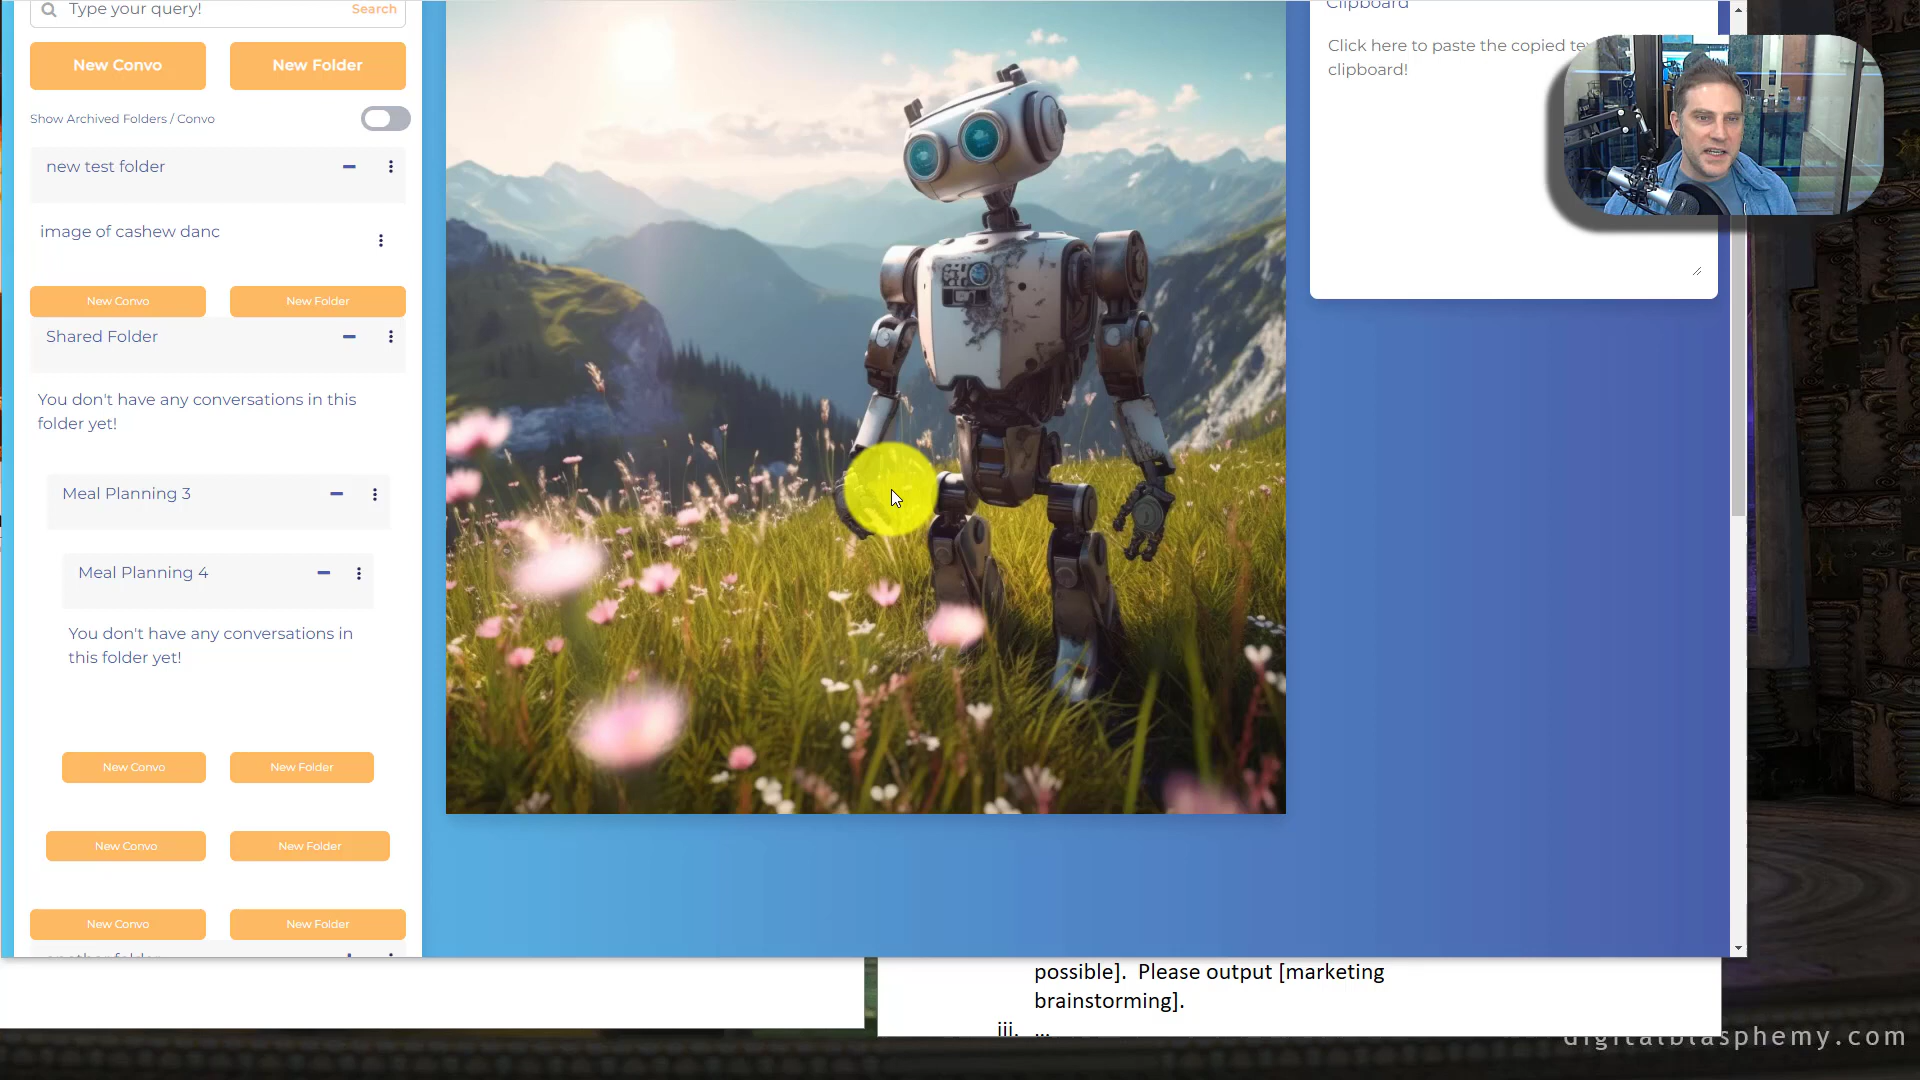 Type your query!
Search
New Convo
New Folder
Show Archived Folders / Convo
new test folder
image of cashew danc
New Convo
New Folder
Shared Folder
You don't have any conversations in this
folder yet!
Meal Planning 3
Meal Planning 4
You don't have any conversations in
this folder yet!
New Convo
New Folder
New Convo
New Folder
New Convo
New Folder
another folder
Clipboard
Click here to paste the copied te
clipboard!
possible].  Please output [marketing
brainstorming].
iii.  ...
digitalblasphemy.com